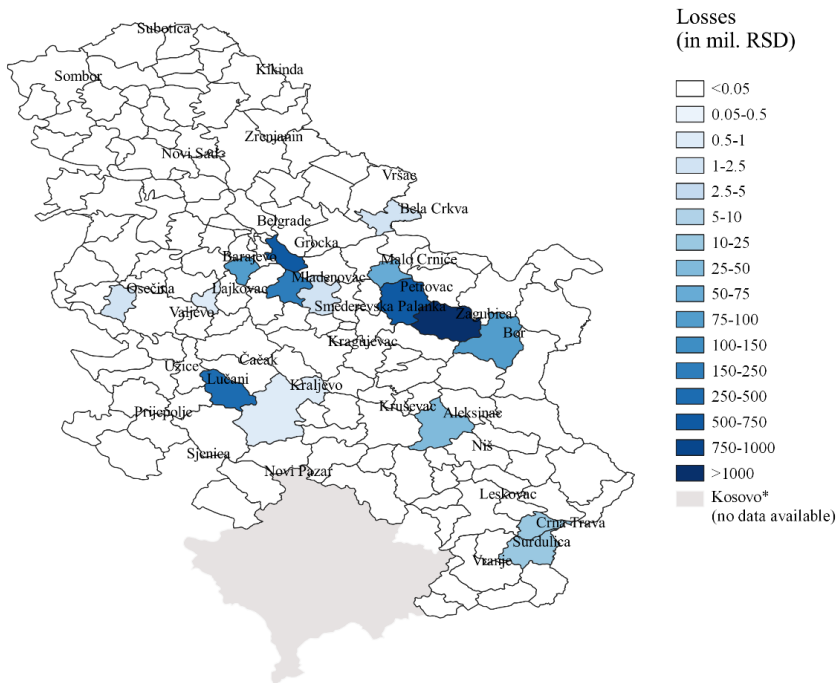 Losses
(in mil. RSD)
<0.05
0.05-0.5
0.5-1
1-2.5
2.5-5
5-10
10-25
25-50
50-75
75-100
100-150
150-250
250-500
500-750
750-1000
>1000
Kosovo*
(no data available)
Subotica
Sombor
Kikinda
Zrenjanin
Novi Sad
Vršac
Bela Crkva
Belgrade
Grocka
Barajevo
Malo Crniće
Mladenovac
Osečina
Lajkovac
Petrovac
Valjevo
Smederevska Palanka
Žagubica
Bor
Kragujevac
Čačak
Užice
Lučani
Kraljevo
Prijepolje
Kruševac
Aleksinac
Niš
Sjenica
Novi Pazar
Leskovac
Crna Trava
Surdulica
Vranje